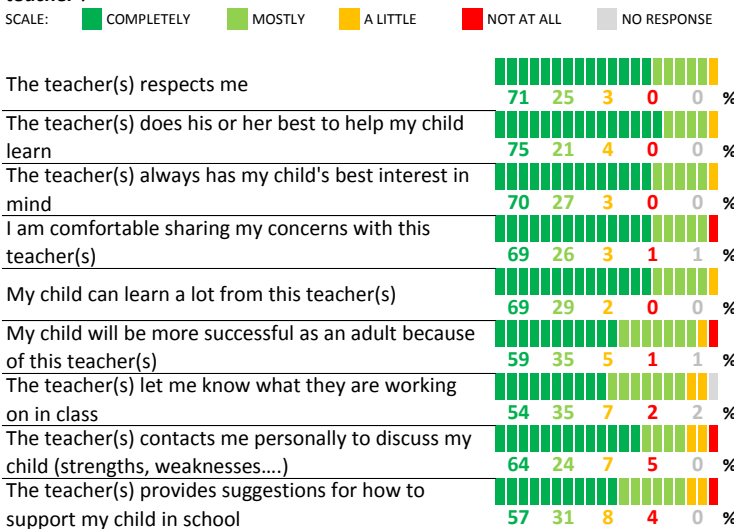 SCALE: COMPLETELY MOSTLY A LITTLE NOT AT ALL NO RESPONSE
The teacher(s) respects me
71 25 3 0 0 %
The teacher(s) does his or her best to help my child
learn
75 21 4 0 0 %
The teacher(s) always has my child's best interest in
mind
70 27 3 0 0 %
I am comfortable sharing my concerns with this
teacher(s)
69 26 3 1 1 %
My child can learn a lot from this teacher(s)
69 29 2 0 0 %
My child will be more successful as an adult because
of this teacher(s)
59 35 5 1 1 %
The teacher(s) let me know what they are working
on in class
54 35 7 2 2 %
The teacher(s) contacts me personally to discuss my
child (strengths, weaknesses....)
64 24 7 5 0 %
The teacher(s) provides suggestions for how to
support my child in school
57 31 8 4 0 %